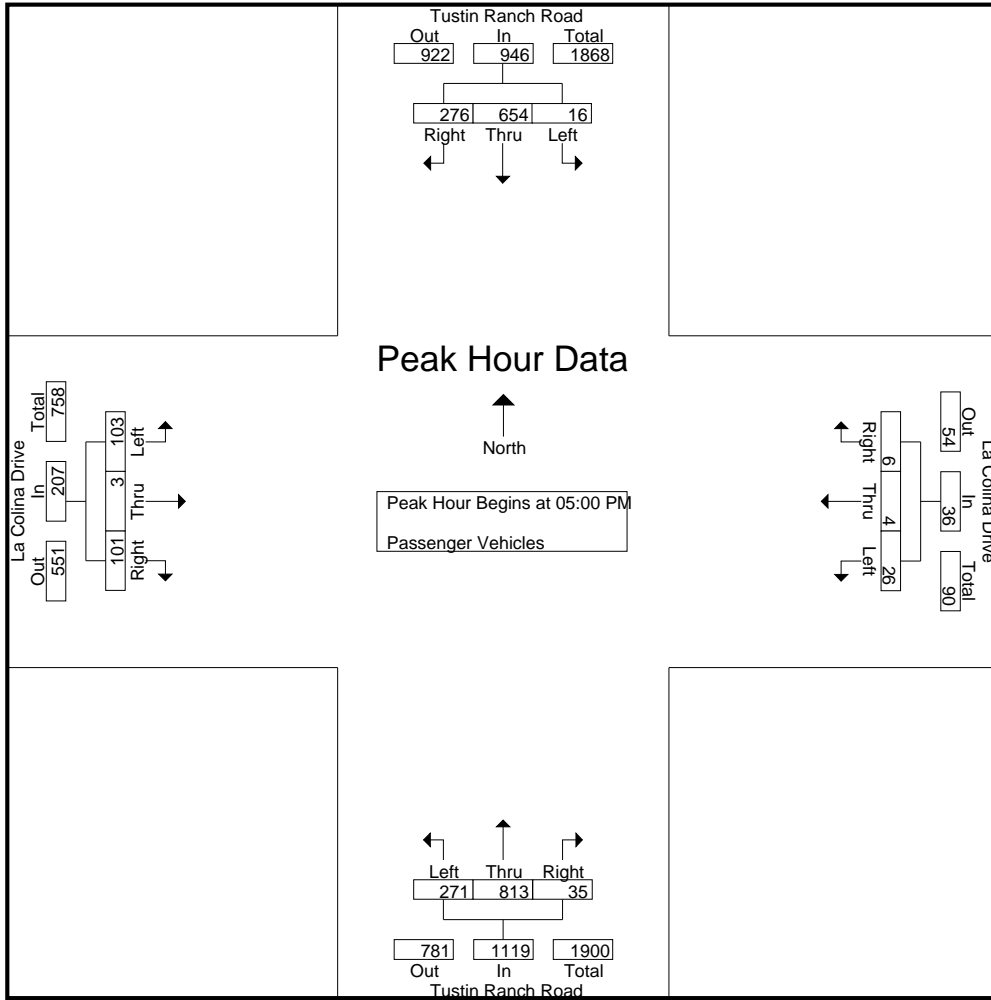 Tustin Ranch Road
Out In Total
922 946 1868
276 654 16
Right Thru Left
Peak Hour Data
North
Peak Hour Begins at 05:00 PM
Passenger Vehicles
La Colina Drive
Total In Out
758 207 551
103 3 101
Left Thru Right
La Colina Drive
Out In Total
54 36 90
6 4 26
Right Thru Left
Left Thru Right
271 813 35
781 1119 1900
Out In Total
Tustin Ranch Road